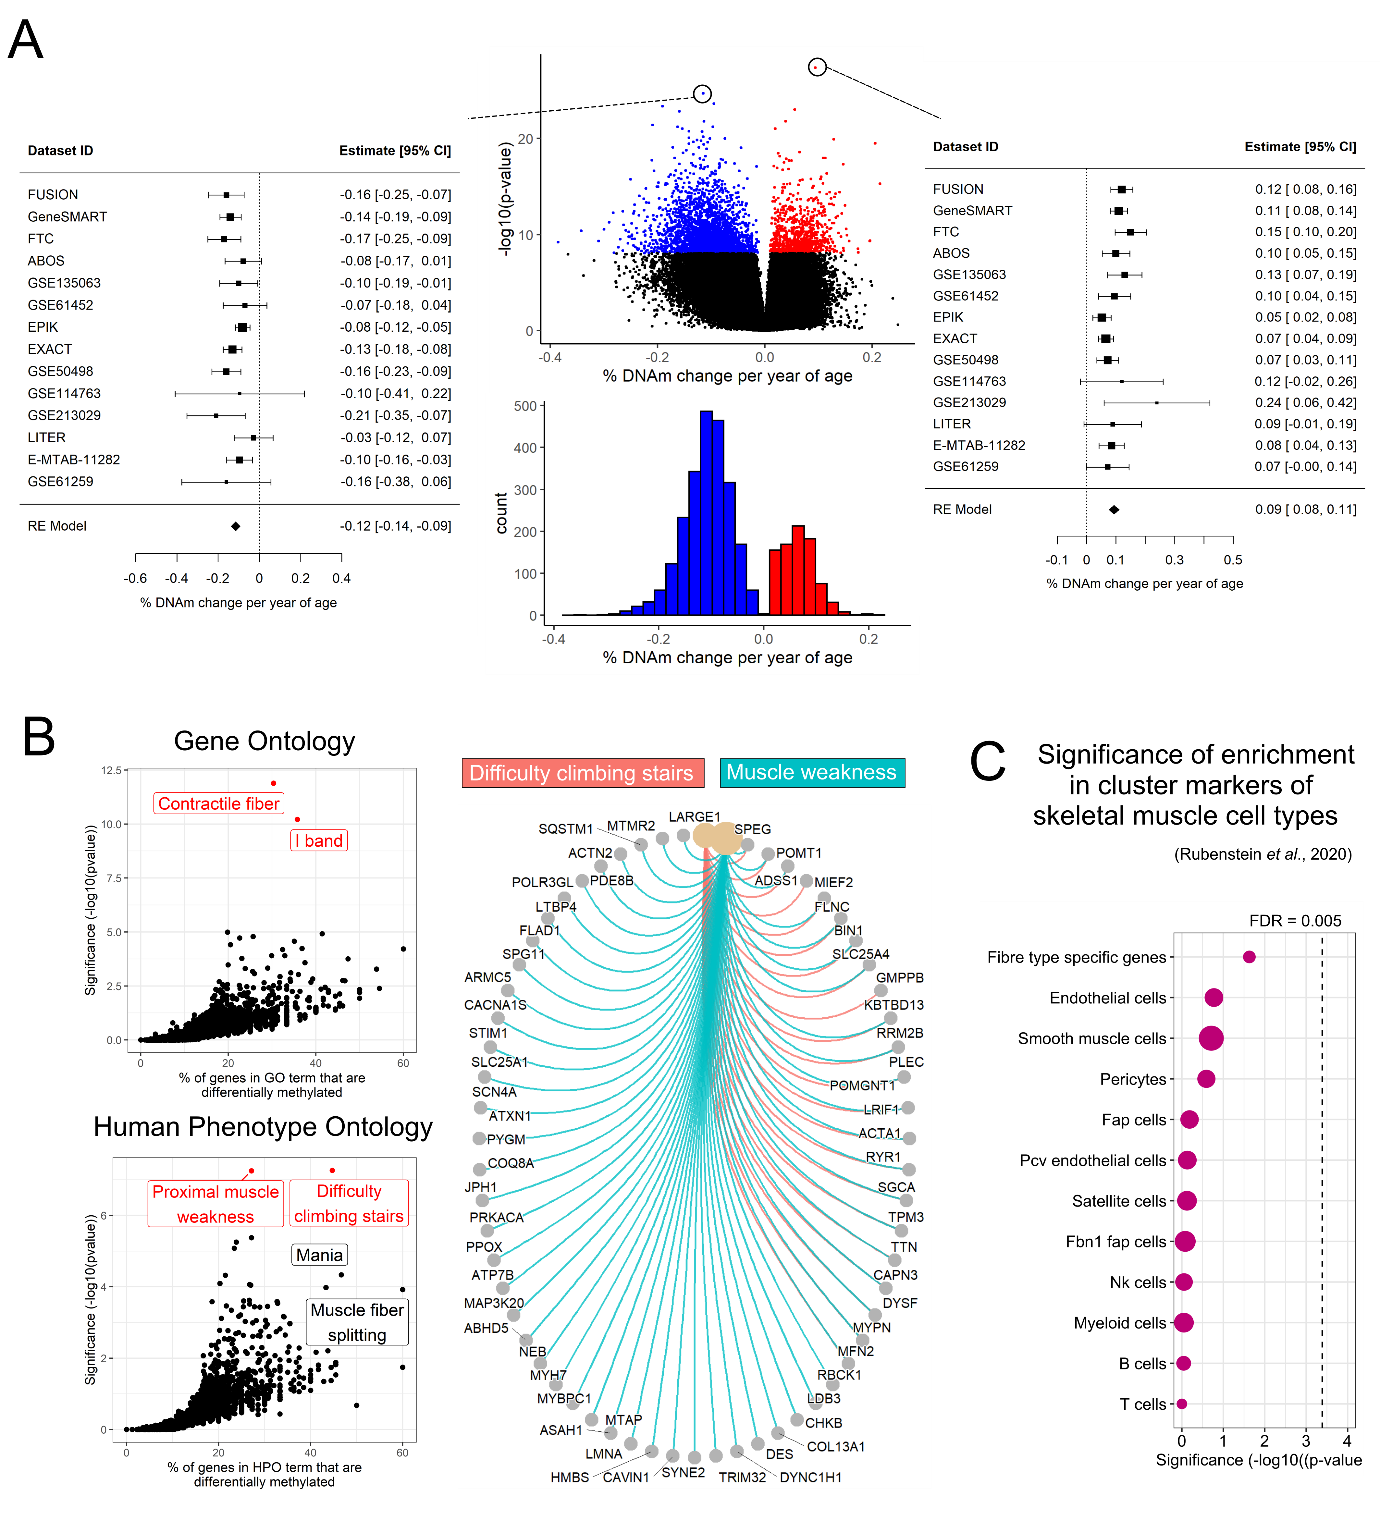 A
Dataset ID Estimate [95% CI]
FUSION -0.16 [-0.25, -0.07]
GeneSMART -0.14 [-0.19, -0.09]
FTC -0.17 [-0.25, -0.09]
ABOS -0.08 [-0.17, 0.01]
GSE135063 -0.10 [-0.19, -0.01]
GSE61452 -0.07 [-0.18, 0.04]
EPIK -0.08 [-0.12, -0.05]
EXACT -0.13 [-0.18, -0.08]
GSE50498 -0.16 [-0.23, -0.09]
GSE114763 -0.10 [-0.41, 0.22]
GSE213029 -0.21 [-0.35, -0.07]
LITER -0.03 [-0.12, 0.07]
E-MTAB-11282 -0.10 [-0.16, -0.03]
GSE61259 -0.16 [-0.38, 0.06]
RE Model -0.12 [-0.14, -0.09]
-0.6 -0.4 -0.2 0 0.2 0.4
% DNAm change per year of age
-log10(p-value)
20
10
0
-0.4 -0.2 0.0 0.2
% DNAm change per year of age
count
500
400
300
200
100
0
-0.4 -0.2 0.0 0.2
% DNAm change per year of age
Dataset ID Estimate [95% CI]
FUSION 0.12 [ 0.08, 0.16]
GeneSMART 0.11 [ 0.08, 0.14]
FTC 0.15 [ 0.10, 0.20]
ABOS 0.10 [ 0.05, 0.15]
GSE135063 0.13 [ 0.07, 0.19]
GSE61452 0.10 [ 0.04, 0.15]
EPIK 0.05 [ 0.02, 0.08]
EXACT 0.07 [ 0.04, 0.09]
GSE50498 0.07 [ 0.03, 0.11]
GSE114763 0.12 [-0.02, 0.26]
GSE213029 0.24 [ 0.06, 0.42]
LITER 0.09 [-0.01, 0.19]
E-MTAB-11282 0.08 [ 0.04, 0.13]
GSE61259 0.07 [-0.00, 0.14]
RE Model 0.09 [ 0.08, 0.11]
-0.1 0 0.1 0.3 0.5
% DNAm change per year of age
B
Gene Ontology
Significance (-log10(pvalue))
12.5
10.0
7.5
5.0
2.5
0.0
Contractile fiber
I band
0 20 40 60
% of genes in GO term that are
differentially methylated
Human Phenotype Ontology
Significance (-log10(pvalue))
6
4
2
0
Proximal muscle
weakness
Difficulty
climbing stairs
Mania
Muscle fiber
splitting
0 20 40 60
% of genes in HPO term that are
differentially methylated
Difficulty climbing stairs
Muscle weakness
LARGE1
MTMR2
SQSTM1
ACTN2
PDE8B
POLR3GL
LTBP4
FLAD1
SPG11
ARMC5
CACNA1S
STIM1
SLC25A1
SCN4A
ATXN1
PYGM
COQ8A
JPH1
PRKACA
PPOX
ATP7B
MAP3K20
ABHD5
NEB
MYH7
MYBPC1
ASAH1
MTAP
LMNA
HMBS
CAVIN1
SYNE2
TRIM32
DYNC1H1
DES
COL13A1
CHKB
LDB3
RBCK1
MFN2
MYPN
DYSF
CAPN3
TTN
TPM3
SGCA
RYR1
ACTA1
LRIF1
POMGNT1
PLEC
RRM2B
KBTBD13
GMPPB
SLC25A4
BIN1
FLNC
MIEF2
ADSS1
POMT1
SPEG
C
Significance of enrichment
in cluster markers of
skeletal muscle cell types
(Rubenstein et al., 2020)
FDR = 0.005
Fibre type specific genes
Endothelial cells
Smooth muscle cells
Pericytes
Fap cells
Pcv endothelial cells
Satellite cells
Fbn1 fap cells
Nk cells
Myeloid cells
B cells
T cells
0 1 2 3 4
Significance (-log10((p-value